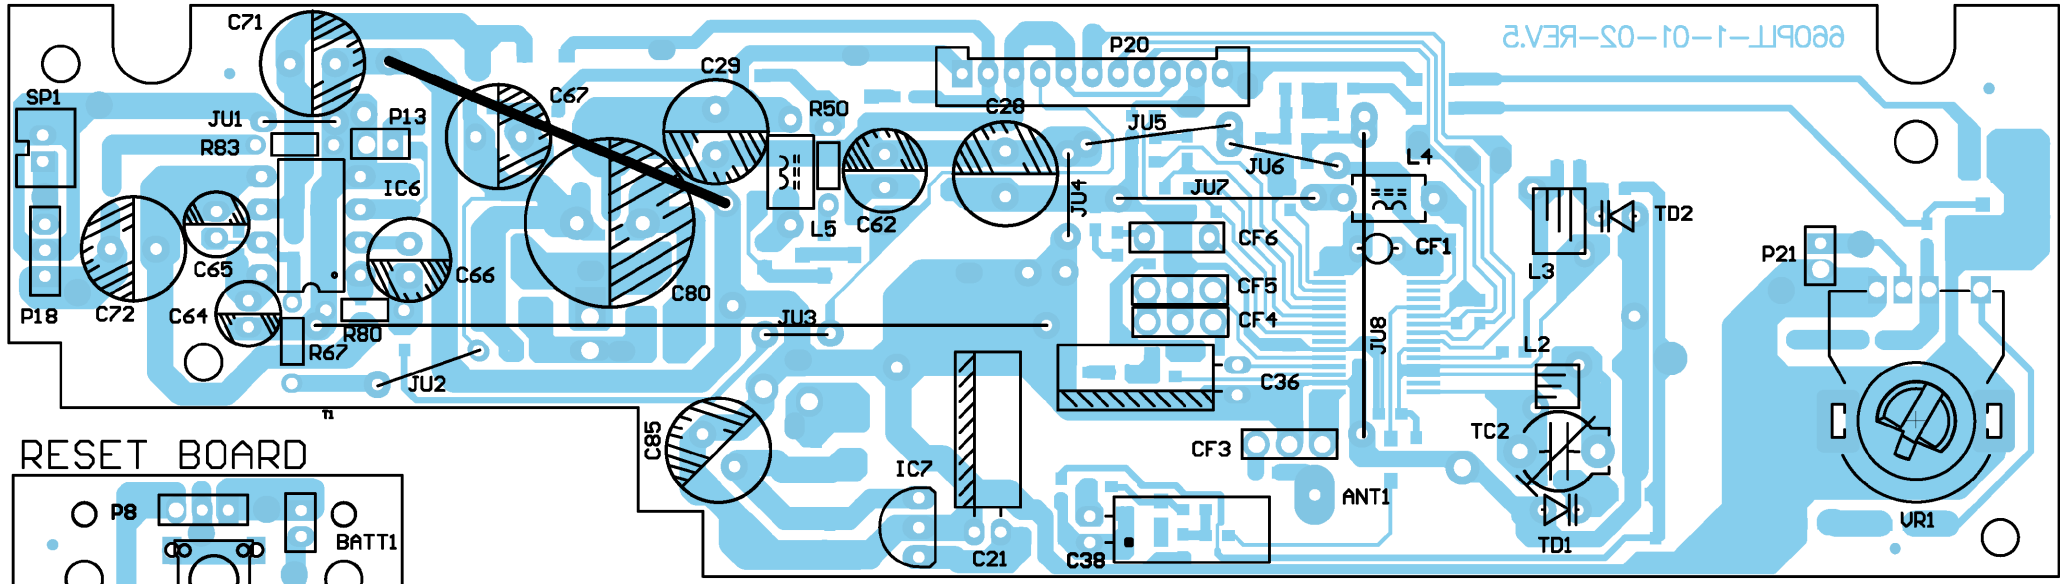 C71
660PLL-1-01-02-REV.5
P20
C29
SP1
C67
R50
C28
JU1
P13
JU5
R83
L4
JU6
IC6
JU7
JU4
TD2
L5
C62
CF6
CF1
C65
C66
L3
P21
C80
CF5
P18
C72
C64
JU3
CF4
R80
JU8
R67
L2
JU2
C36
T1
C85
TC2
RESET BOARD
CF3
IC7
ANT1
P8
VR1
BATT1
TD1
C21
C38